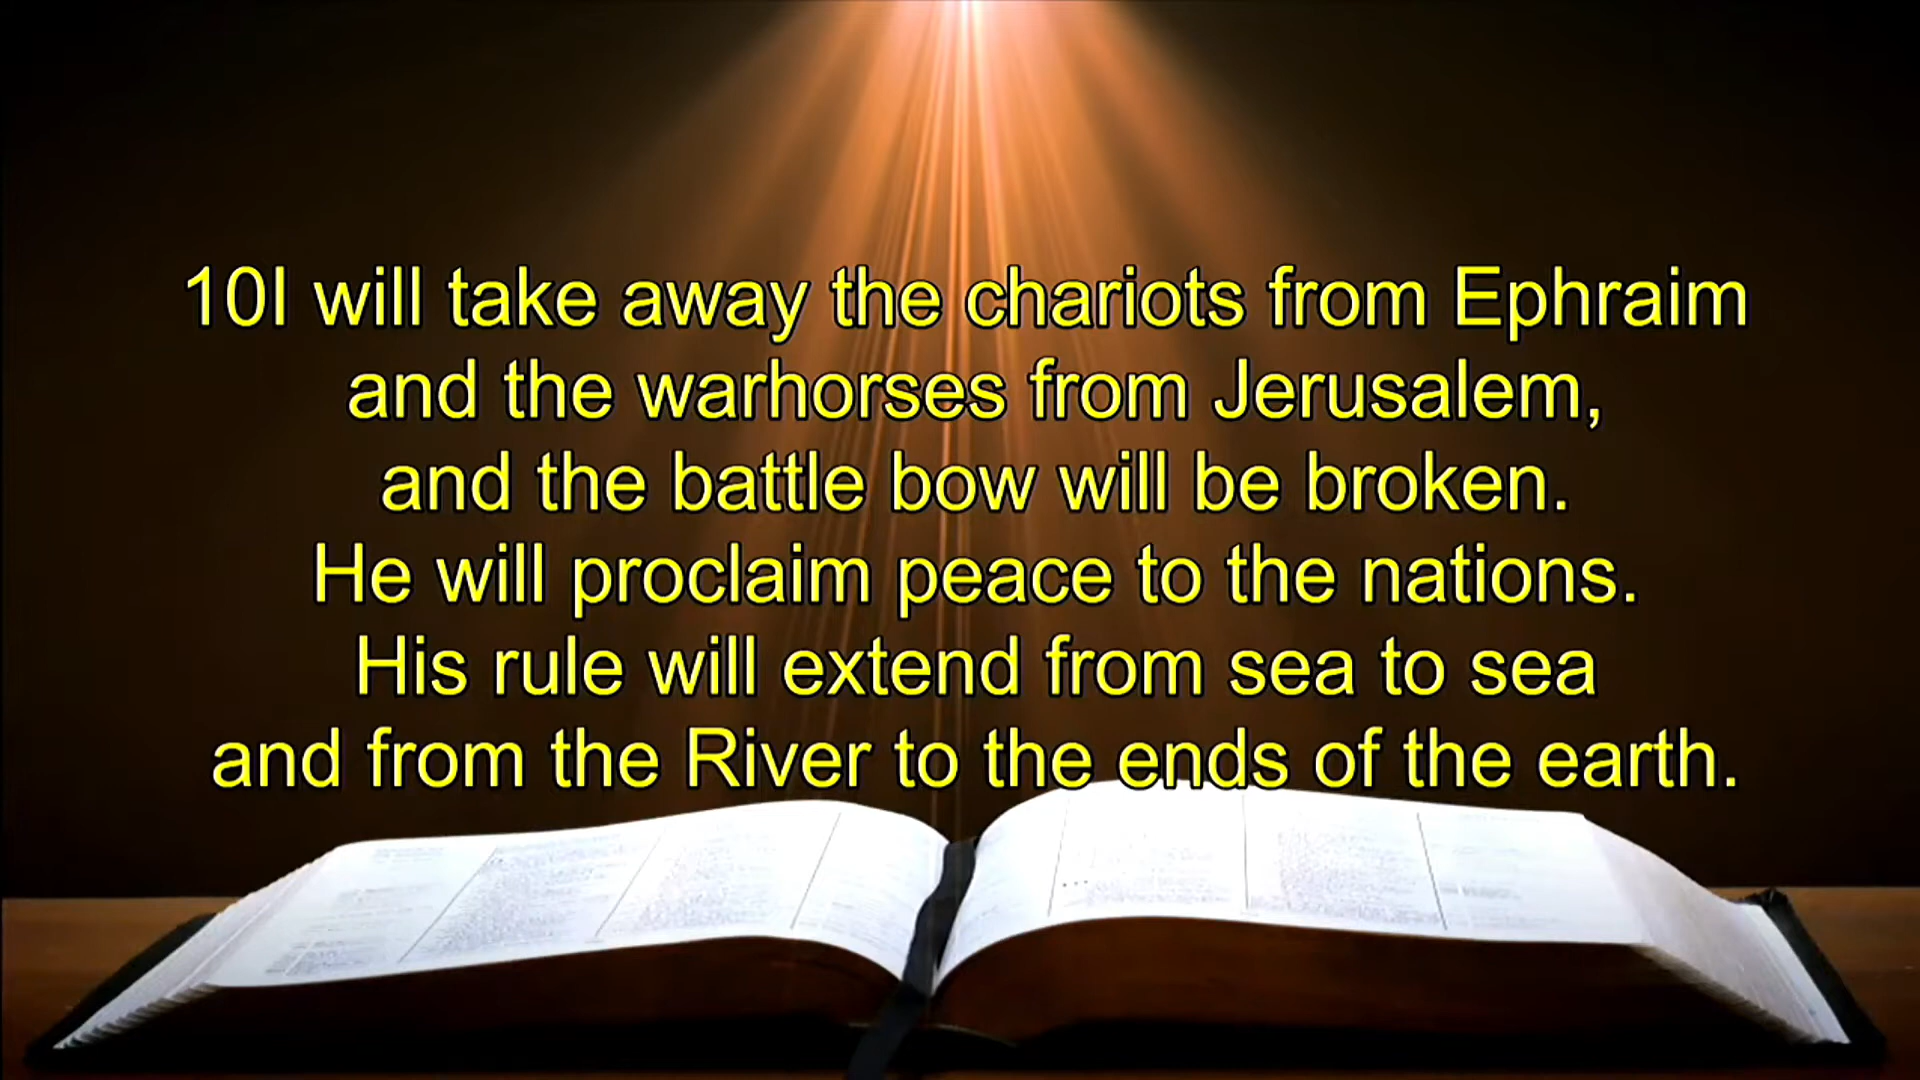 10I will take away the chariots from Ephraim
and the warhorses from Jerusalem,
and the battle bow will be broken.
He will proclaim peace to the nations.
His rule will extend from sea to sea
and from the River to the ends of the earth.